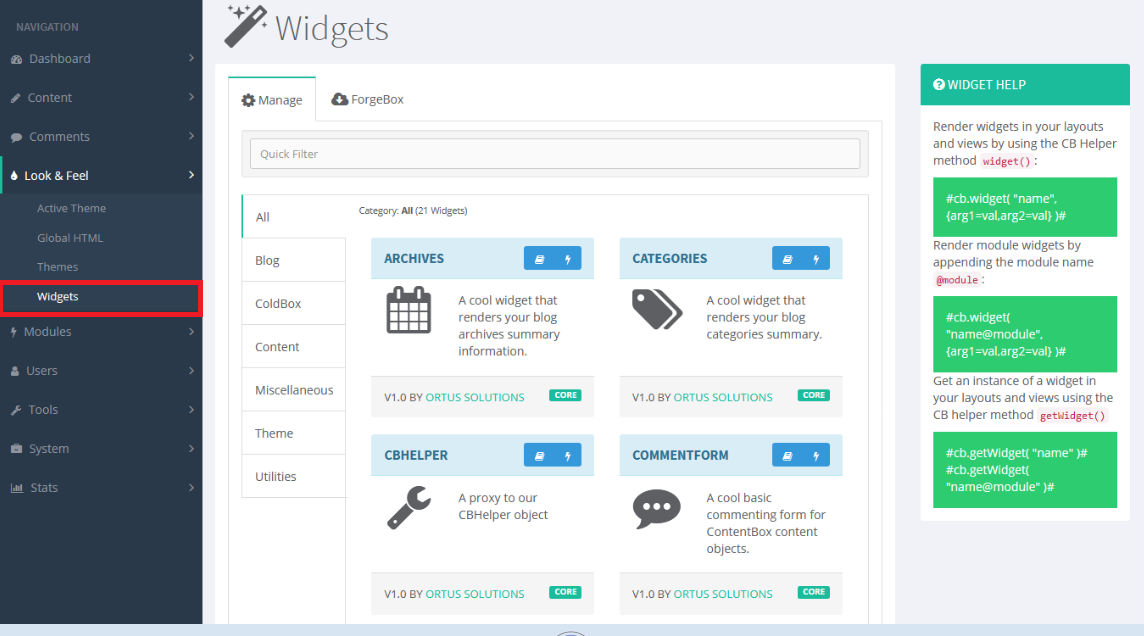 NAVIGATION
Dashboard
Content
Comments
Look & Feel
Active Theme
Global HTML
Themes
Widgets
Modules
Users
Tools
System
Stats
Widgets
Manage
ForgeBox
Quick Filter
All
Blog
ColdBox
Content
Miscellaneous
Theme
Utilities
Category: All (21 Widgets)
ARCHIVES
A cool widget that
renders your blog
archives summary
information.
V1.0 BY ORTUS SOLUTIONS
CORE
CATEGORIES
A cool widget that
renders your blog
categories summary.
V1.0 BY ORTUS SOLUTIONS
CORE
CBHELPER
A proxy to our
CBHelper object
V1.0 BY ORTUS SOLUTIONS
CORE
COMMENTFORM
A cool basic
commenting form for
ContentBox content
objects.
V1.0 BY ORTUS SOLUTIONS
CORE
WIDGET HELP
Render widgets in your layouts
and views by using the CB Helper
method widget() :
#cb.widget( "name",
{arg1=val,arg2=val} )#
Render module widgets by
appending the module name
@module :
#cb.widget(
"name@module",
{arg1=val,arg2=val} )#
Get an instance of a widget in
your layouts and views using the
CB helper method getWidget()
#cb.getWidget( "name" )#
#cb.getWidget(
"name@module" )#